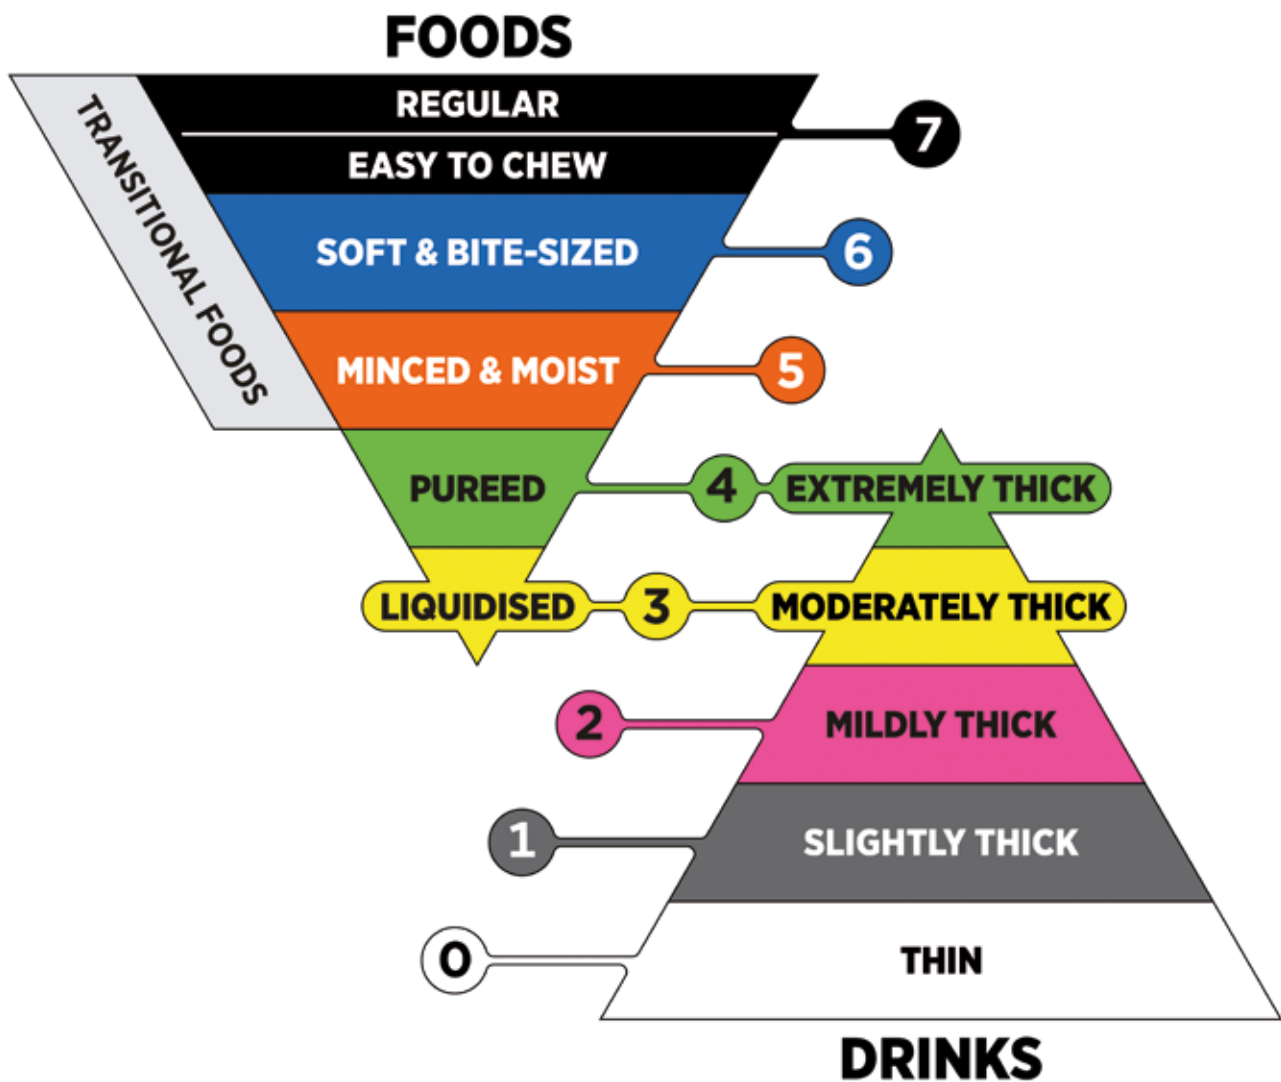 FOODS
TRANSITIONAL FOODS
REGULAR
7
EASY TO CHEW
SOFT & BITE-SIZED
6
MINCED & MOIST
5
PUREED
4
EXTREMELY THICK
LIQUIDISED
3
MODERATELY THICK
2
MILDLY THICK
1
SLIGHTLY THICK
0
THIN
DRINKS